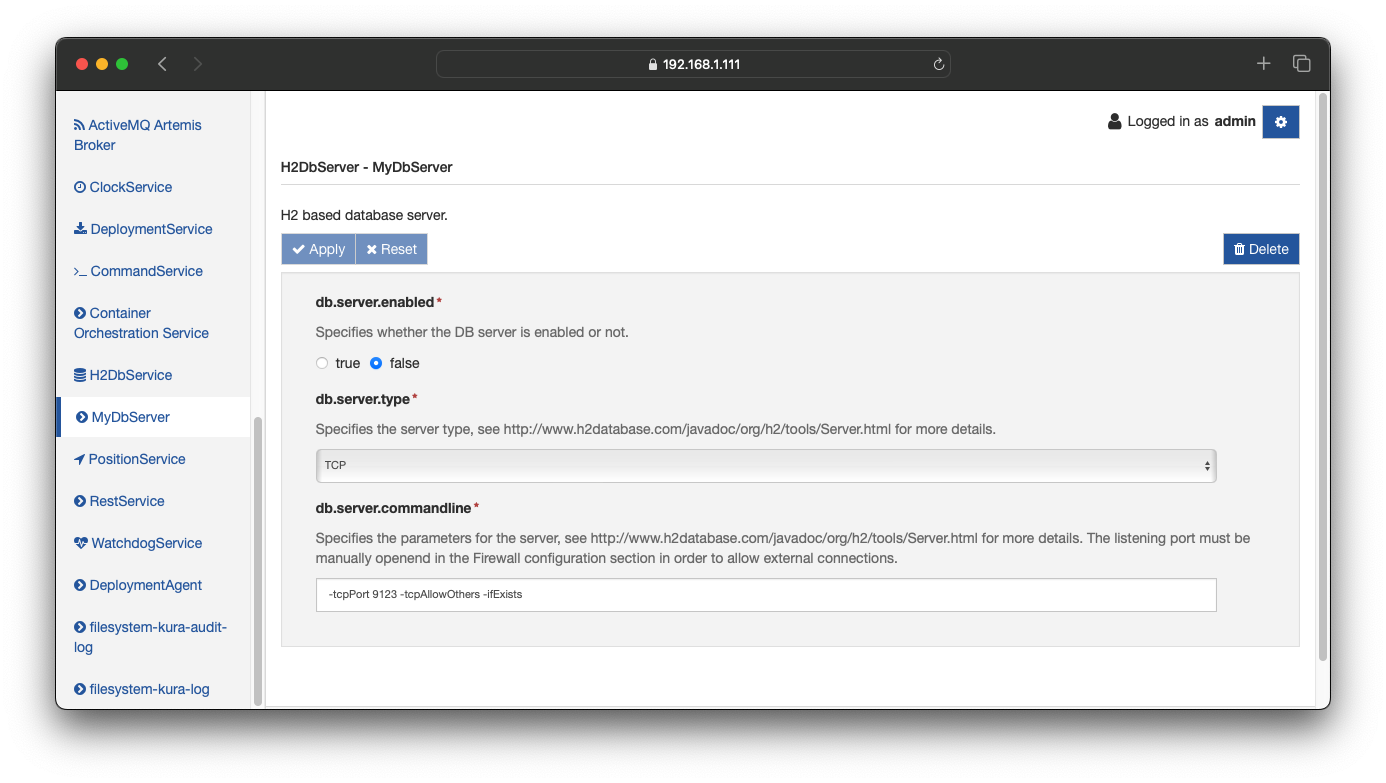 192.168.1.111
ActiveMQ Artemis
Broker
ClockService
DeploymentService
CommandService
Container
Orchestration Service
H2DbService
MyDbServer
PositionService
RestService
WatchdogService
DeploymentAgent
filesystem-kura-audit-
log
filesystem-kura-log
Logged in as admin
H2DbServer - MyDbServer
H2 based database server.
Apply Reset Delete
db.server.enabled*
Specifies whether the DB server is enabled or not.
true false
db.server.type*
Specifies the server type, see http://www.h2database.com/javadoc/org/h2/tools/Server.html for more details.
TCP
db.server.commandline*
Specifies the parameters for the server, see http://www.h2database.com/javadoc/org/h2/tools/Server.html for more details. The listening port must be
manually openend in the Firewall configuration section in order to allow external connections.
-tcpPort 9123 -tcpAllowOthers -ifExists